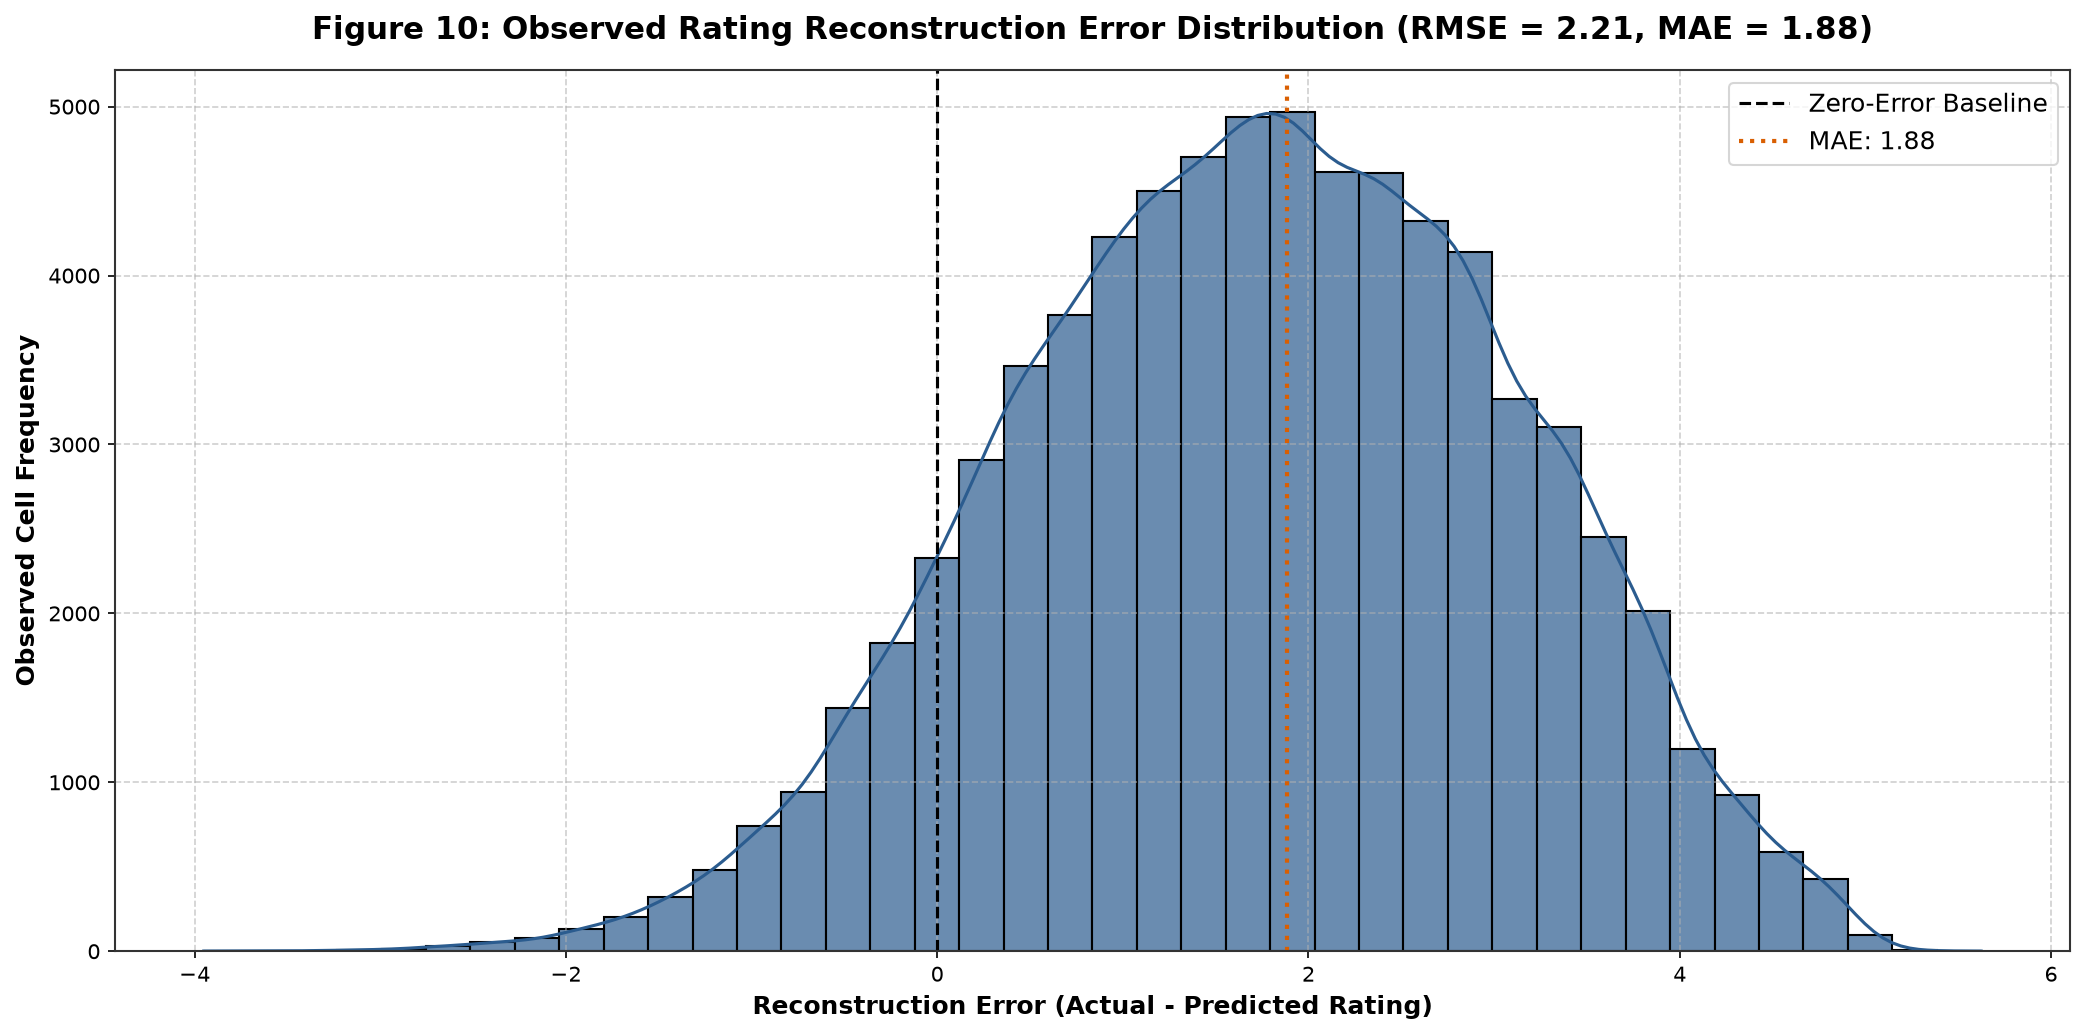 Figure 10: Observed Rating Reconstruction Error Distribution (RMSE = 2.21, MAE = 1.88)
Zero-Error Baseline
MAE: 1.88
Observed Cell Frequency
5000
4000
3000
2000
1000
0
−4
−2
0
2
4
6
Reconstruction Error (Actual - Predicted Rating)